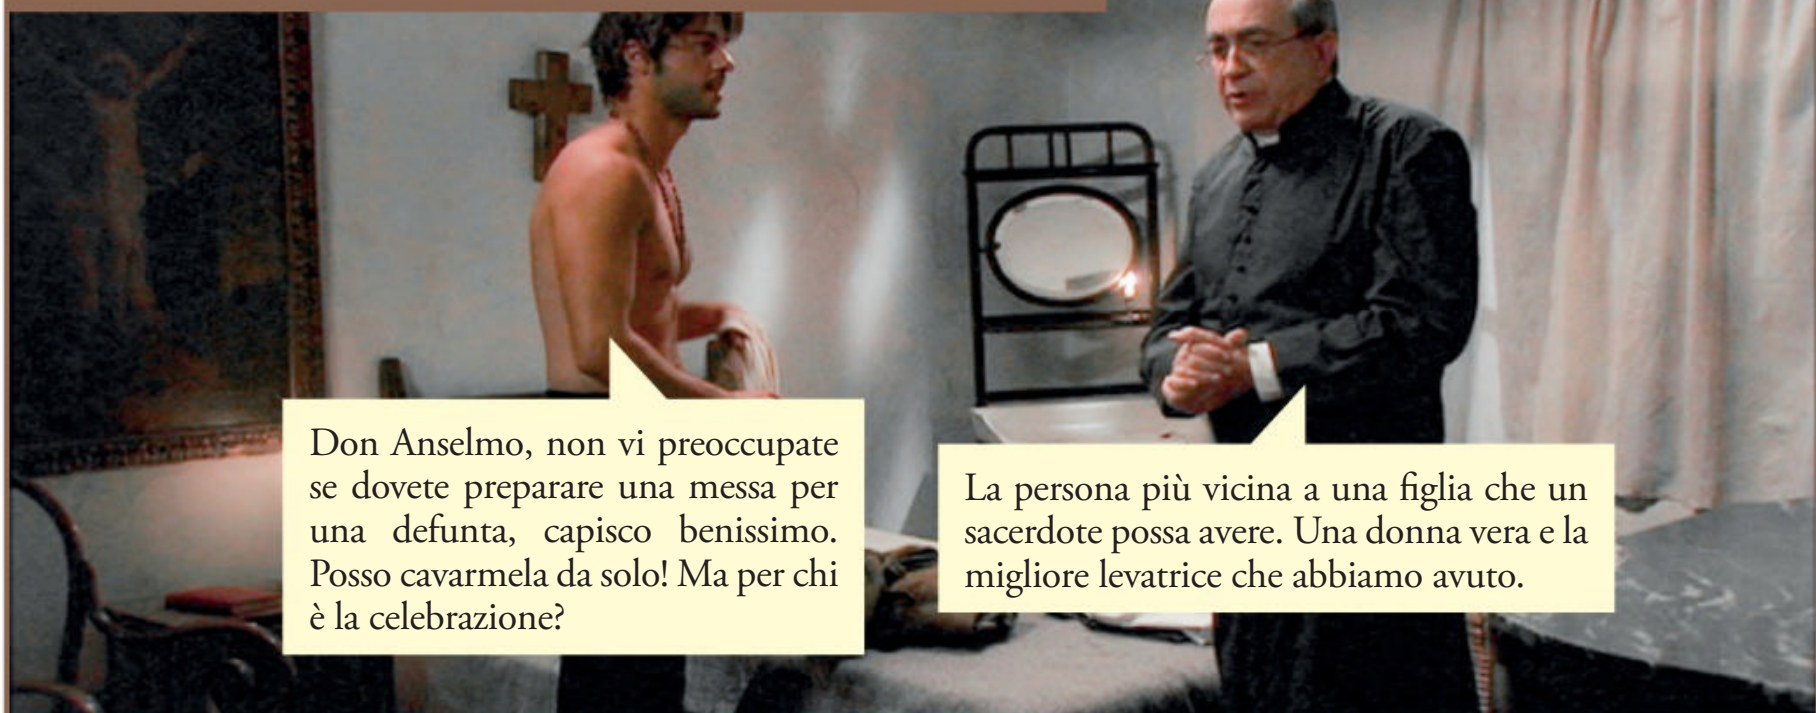 Don Anselmo, non vi preoccupate
se dovete preparare una messa per
una defunta, capisco benissimo.
Posso cavarmela da solo! Ma per chi
è la celebrazione?
La persona più vicina a una figlia che un
sacerdote possa avere. Una donna vera e la
migliore levatrice che abbiamo avuto.